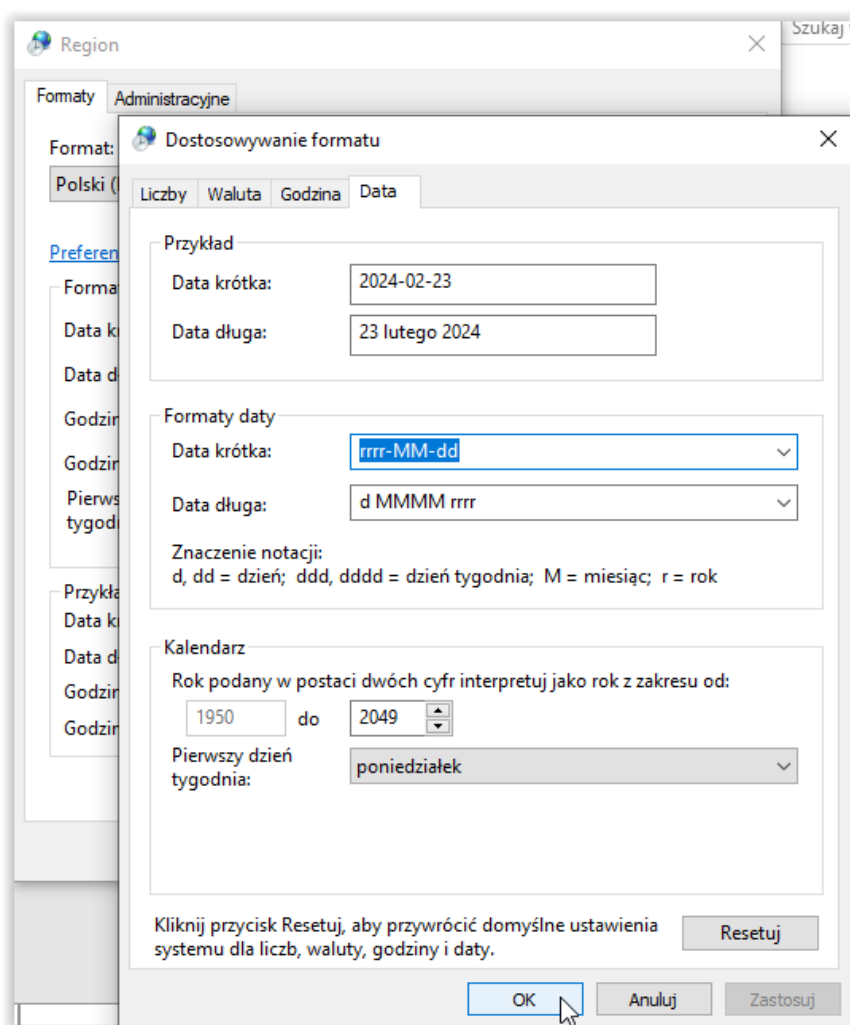 Szukaj
Region
Formaty Administracyjne
Format:
Polski (
Dostosowywanie formatu
Liczby Waluta Godzina Data
Preferen
Forma
Data k
Data d
Godzin
Godzin
Pierws
tygodn
Przykła
Data k
Data d
Godzin
Godzin
Przykład
Data krótka: 2024-02-23
Data długa: 23 lutego 2024
Formaty daty
Data krótka: rrrr-MM-dd
Data długa: d MMMM rrrr
Znaczenie notacji:
d, dd = dzień; ddd, dddd = dzień tygodnia; M = miesiąc; r = rok
Kalendarz
Rok podany w postaci dwóch cyfr interpretuj jako rok z zakresu od:
1950 do 2049
Pierwszy dzień
tygodnia:
poniedziałek
Kliknij przycisk Resetuj, aby przywrócić domyślne ustawienia
systemu dla liczb, waluty, godziny i daty.
Resetuj
OK Anuluj Zastosuj